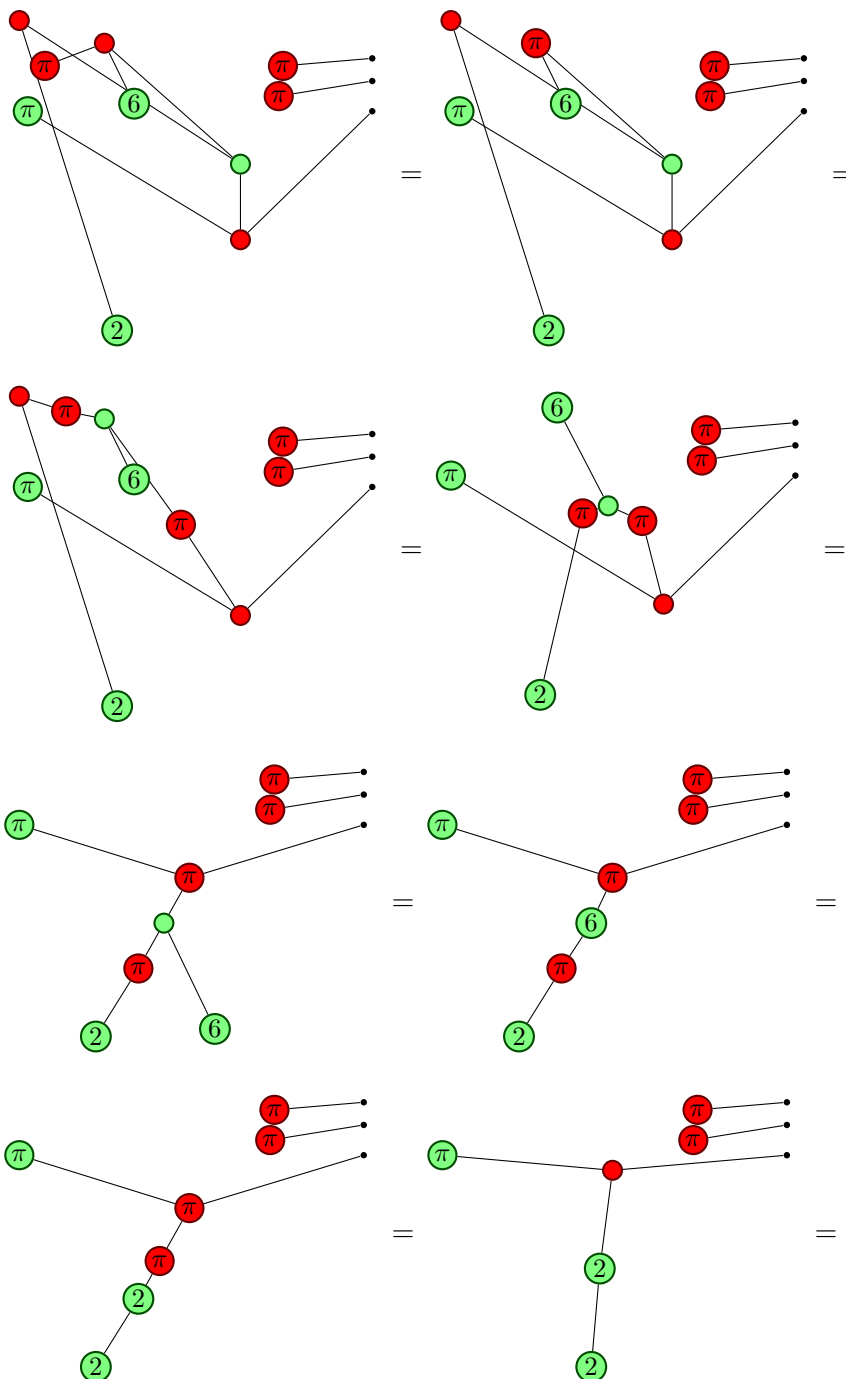 π
π π π
6 π 6 π
π π
= =
2 2
π 6
π π
6 π π
π π
π π π
= =
2 2
π π
π π
π π
π π
= =
6
π π
2 6 2
π π
π π
π π
π
= =
π 2
2
2 2